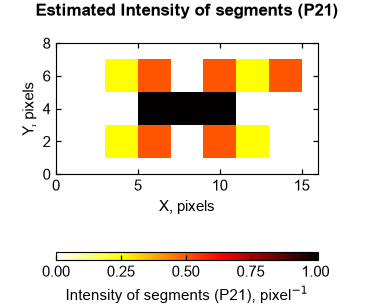 Estimated Intensity of segments (P21)
8
6
4
2
0
Y, pixels
0 5 10 15
X, pixels
0.00 0.25 0.50 0.75 1.00
Intensity of segments (P21), pixel⁻¹